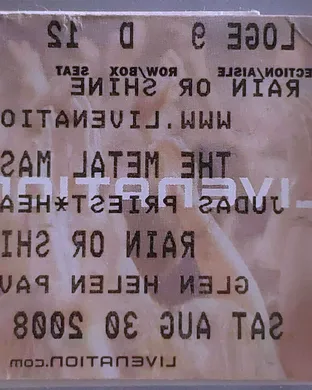 LOGE 9 D 12
ECTION/AISLE ROW/BOX SEAT
RAIN OR SHINE
WWW.LIVENATIO
THE METAL MAS
LIVENATION
JUDAS PRIEST*HEA
RAIN OR SHI
GLEN HELEN PAV
SAT AUG 30 2008
LIVENATION.com